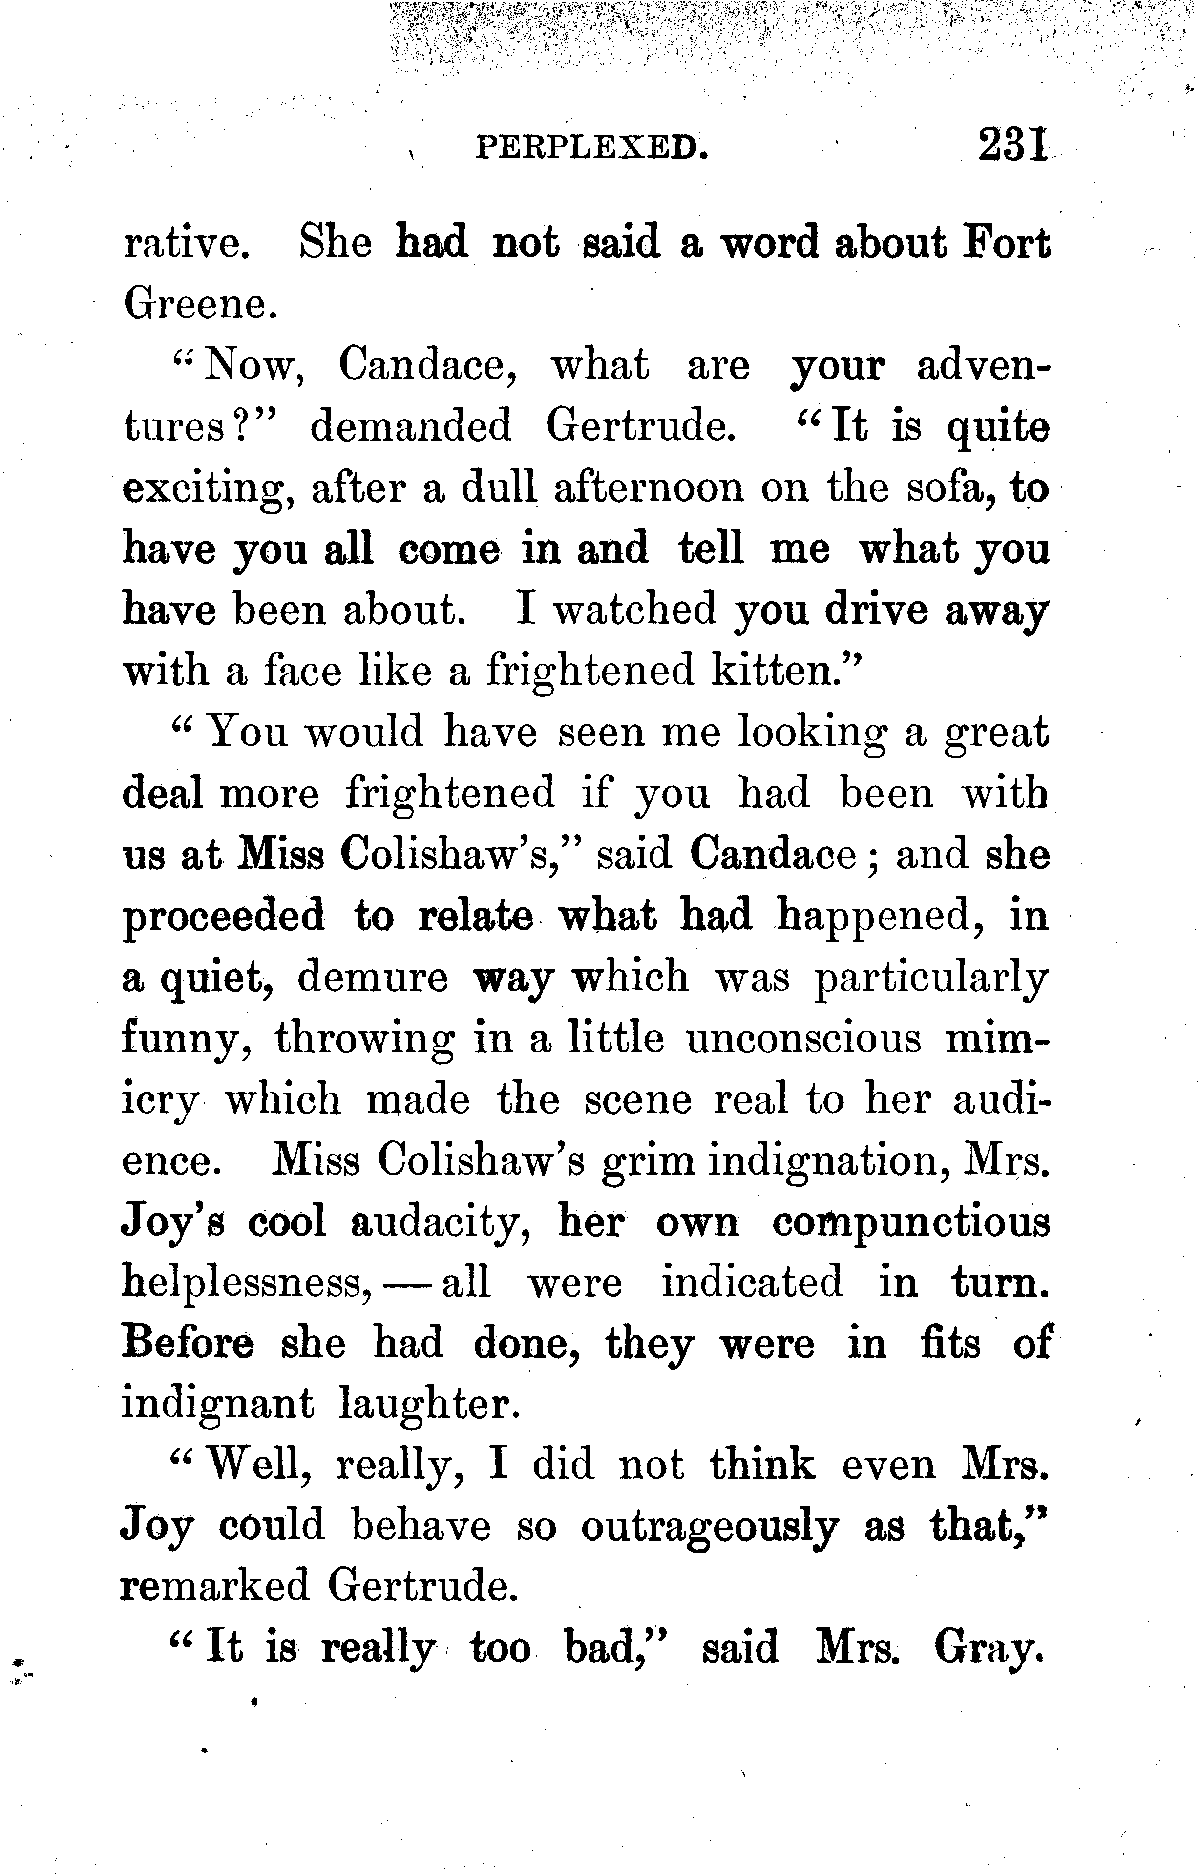 PERPLEXED. 231
rative. She had not said a word about Fort
Greene.
“Now, Candace, what are your adven-
tures?” demanded Gertrude. “It is quite
exciting, after a dull afternoon on the sofa, to
have you all come in and tell me what you
have been about. I watched you drive away
with a face like a frightened kitten.”
“You would have seen me looking a great
deal more frightened if you had been with
us at Miss Colishaw’s,” said Candace; and she
proceeded to relate what had happened, in
a quiet, demure way which was particularly
funny, throwing in a little unconscious mim-
icry which made the scene real to her audi-
ence. Miss Colishaw’s grim indignation, Mrs.
Joy’s cool audacity, her own compunctious
helplessness,—all were indicated in turn.
Before she had done, they were in fits of
indignant laughter.
“Well, really, I did not think even Mrs.
Joy could behave so outrageously as that,”
remarked Gertrude.
“It is really too bad,” said Mrs. Gray.